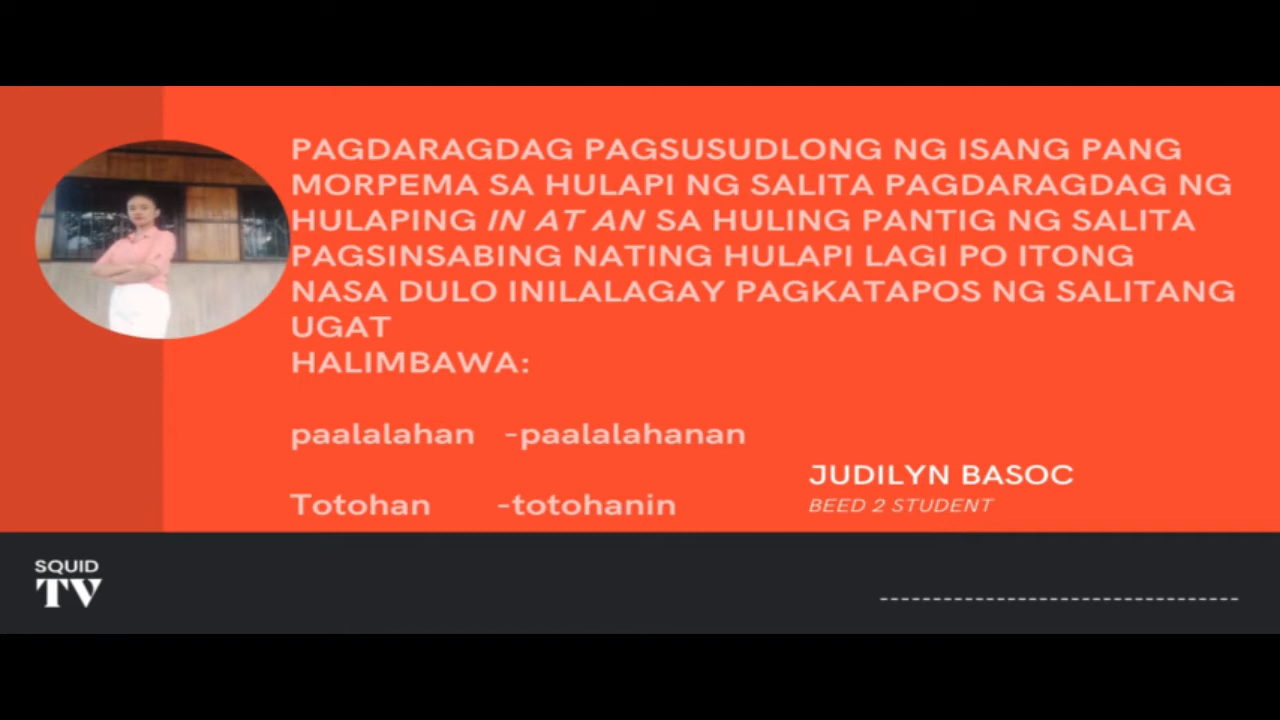 PAGDARAGDAG PAGSUSUDLONG NG ISANG PANG
MORPEMA SA HULAPI NG SALITA PAGDARAGDAG NG
HULAPING IN AT AN SA HULING PANTIG NG SALITA
PAGSINSABING NATING HULAPI LAGI PO ITONG
NASA DULO INILALAGAY PAGKATAPOS NG SALITANG
UGAT
HALIMBAWA:
paalalahan -paalalahanan
Totohan -totohanin
JUDILYN BASOC
BEED 2 STUDENT
SQUID
TV